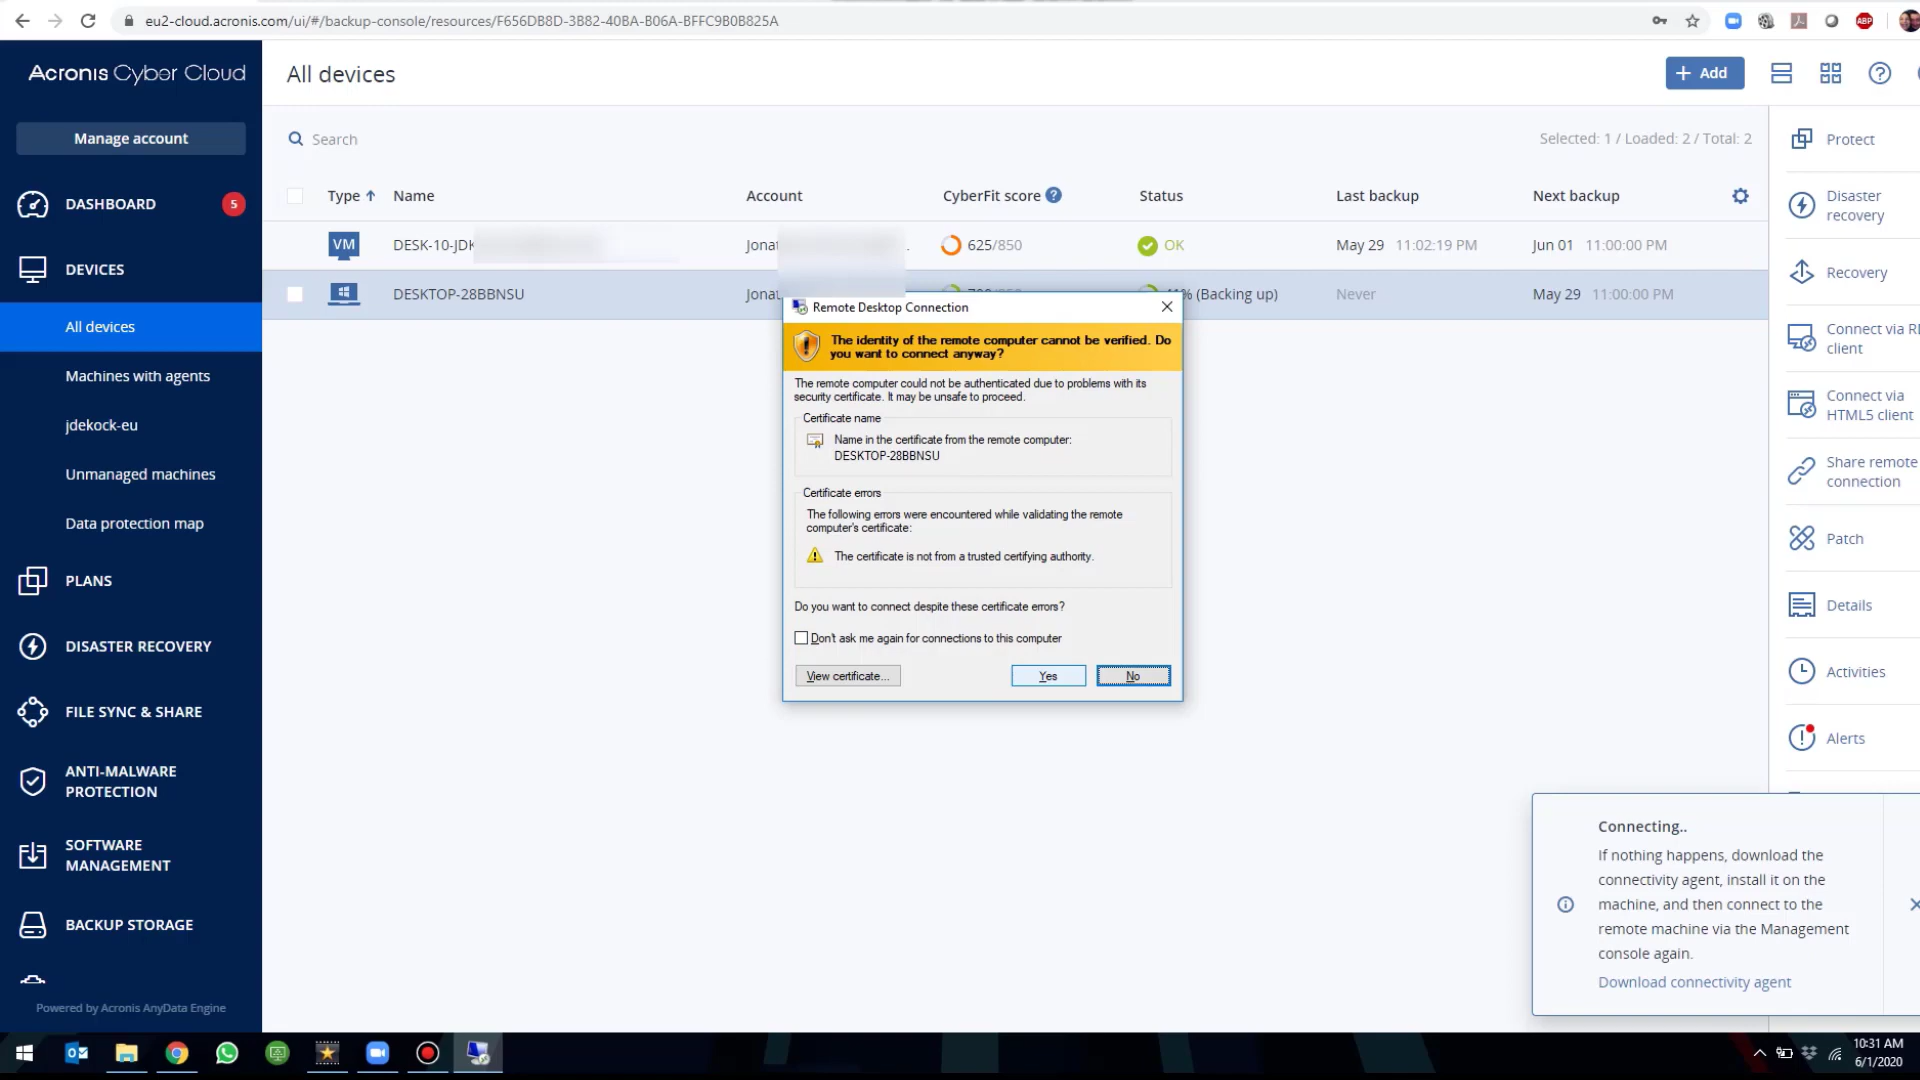 eu2-cloud.acronis.com/ui/#/backup-console/resources/F656DB8D-3B82-40BA-B06A-BFFC9B0B825A
ABP
Acronis Cyber Cloud
All devices
+ Add
Manage account
Search
Selected: 1 / Loaded: 2 / Total: 2
Type Name Account CyberFit score ? Status Last backup Next backup
VM DESK-10-JDK Jonat . 625/850 OK May 29 11:02:19 PM Jun 01 11:00:00 PM
DESKTOP-28BBNSU Jonat % (Backing up) Never May 29 11:00:00 PM
DASHBOARD 5
DEVICES
All devices
Machines with agents
jdekock-eu
Unmanaged machines
Data protection map
PLANS
DISASTER RECOVERY
FILE SYNC & SHARE
ANTI-MALWARE
PROTECTION
SOFTWARE
MANAGEMENT
BACKUP STORAGE
Powered by Acronis AnyData Engine
Remote Desktop Connection
The identity of the remote computer cannot be verified. Do
you want to connect anyway?
The remote computer could not be authenticated due to problems with its
security certificate. It may be unsafe to proceed.
Certificate name
Name in the certificate from the remote computer:
DESKTOP-28BBNSU
Certificate errors
The following errors were encountered while validating the remote
computer's certificate:
The certificate is not from a trusted certifying authority.
Do you want to connect despite these certificate errors?
Don't ask me again for connections to this computer
View certificate... Yes No
Protect
Disaster
recovery
Recovery
Connect via RD
client
Connect via
HTML5 client
Share remote
connection
Patch
Details
Activities
Alerts
Connecting..
If nothing happens, download the
connectivity agent, install it on the
machine, and then connect to the
remote machine via the Management
console again.
Download connectivity agent
10:31 AM
6/1/2020